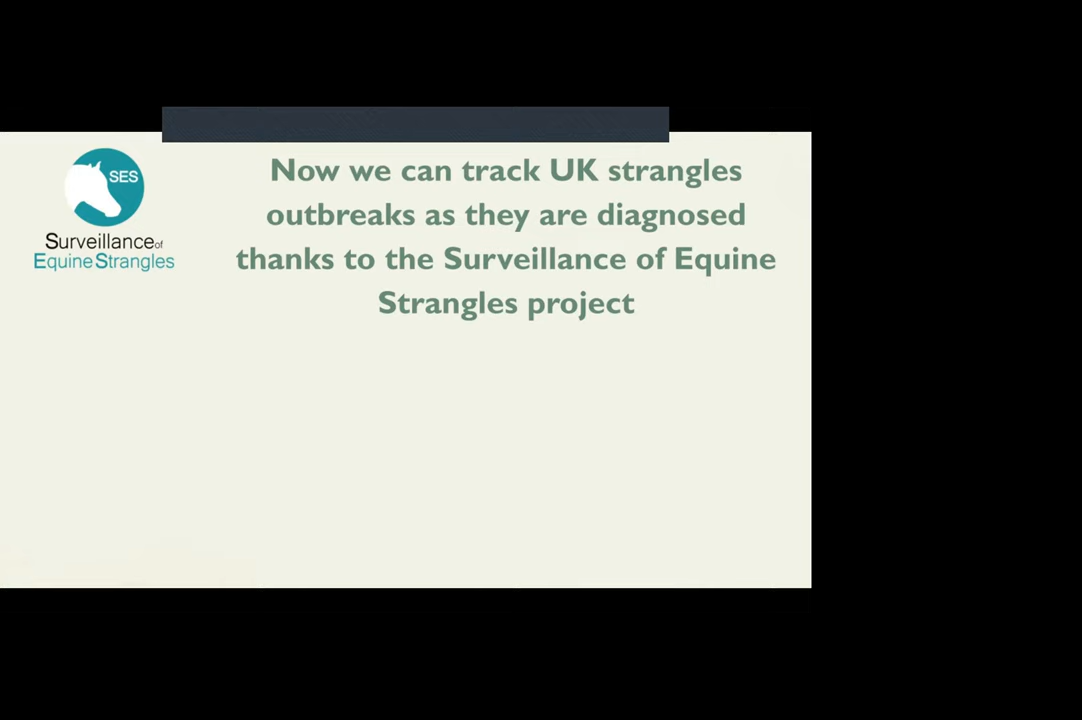 SES
Surveillance of
Equine Strangles
Now we can track UK strangles
outbreaks as they are diagnosed
thanks to the Surveillance of Equine
Strangles project